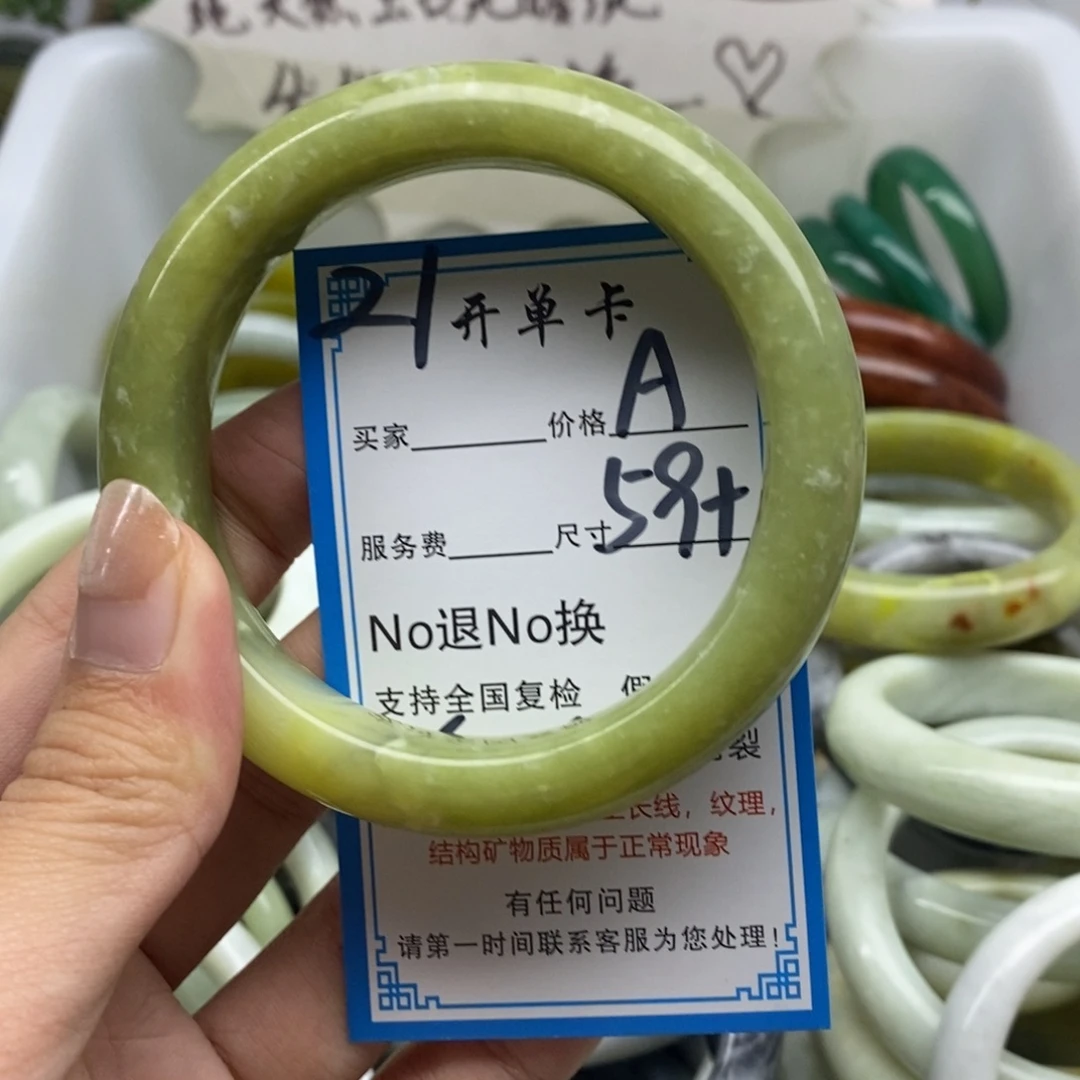 21 开单卡
买家 价格 A
服务费 尺寸 59+
No退No换
支持全国复检
裂
长线，纹理，
结构矿物质属于正常现象
有任何问题
请第一时间联系客服为您处理！